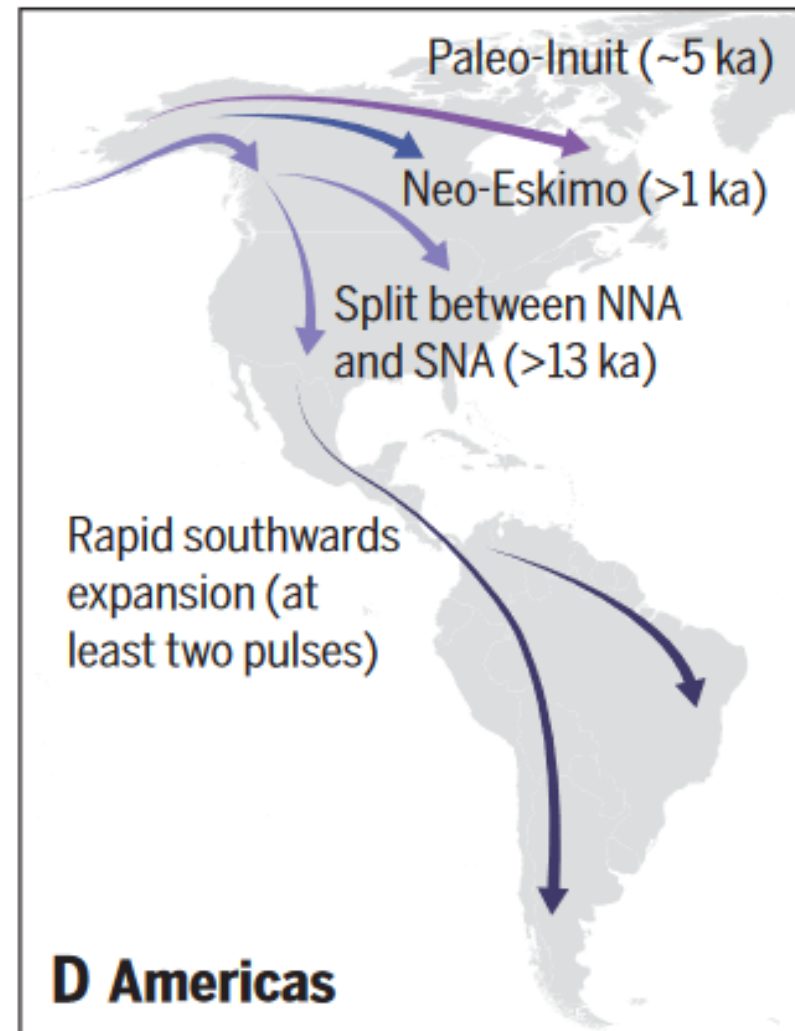 Paleo-Inuit (~5 ka)
Neo-Eskimo (>1 ka)
Split between NNA
and SNA (>13 ka)
Rapid southwards
expansion (at
least two pulses)
D Americas